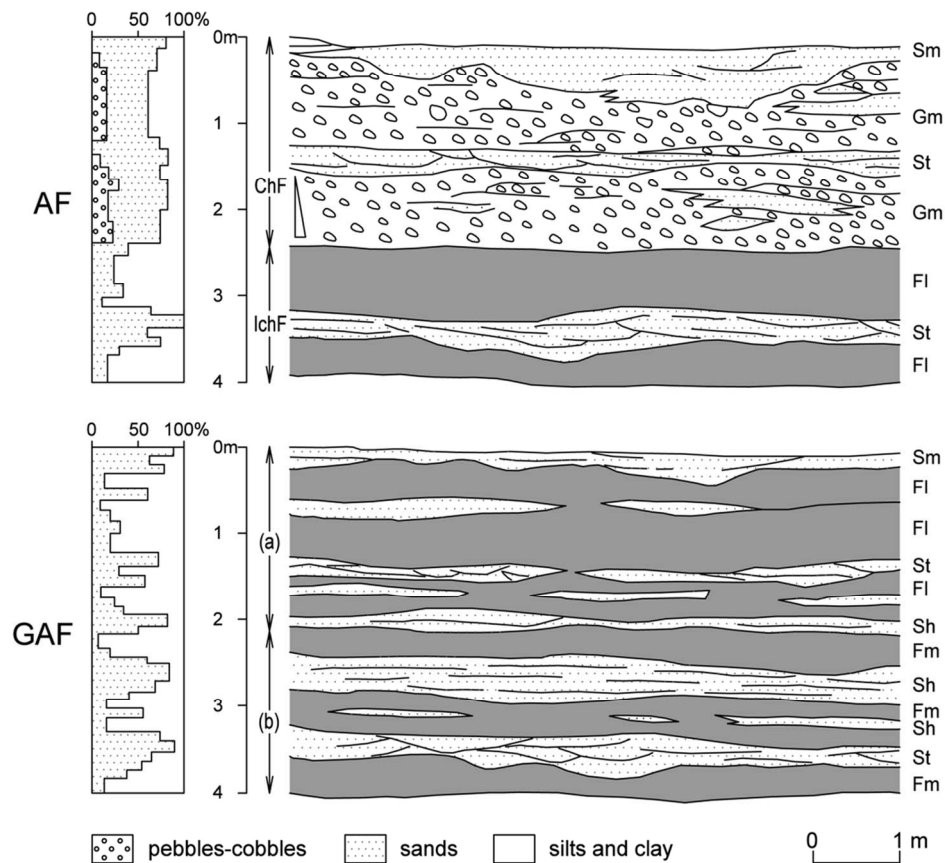 0 50 100%
0m
1
2
3
4
AF
ChF
IchF
Sm
Gm
St
Gm
Fl
St
Fl
0 50 100%
0m
1
2
3
4
GAF
(a)
(b)
Sm
Fl
Fl
St
Fl
Sh
Fm
Sh
Fm
Sh
St
Fm
pebbles-cobbles sands silts and clay
0 1 m